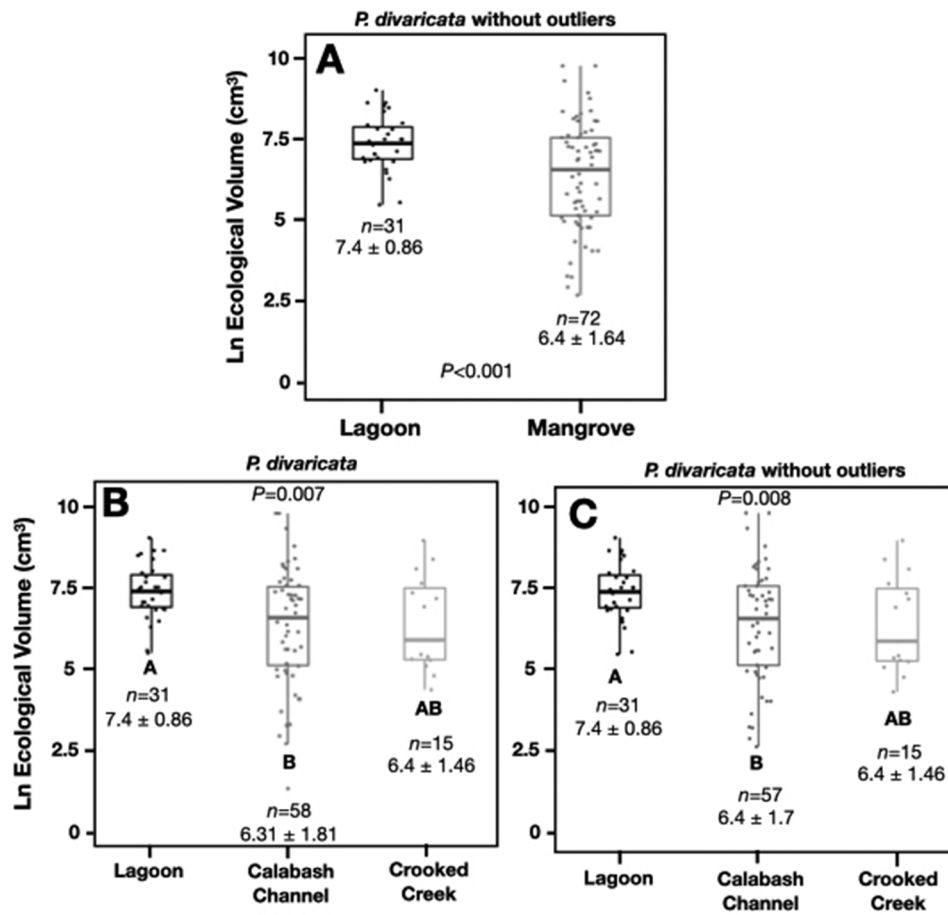 P. divaricata without outliers
A
Ln Ecological Volume (cm³)
10
7.5
5
2.5
0
n=31
7.4 ± 0.86
n=72
6.4 ± 1.64
P<0.001
Lagoon
Mangrove
P. divaricata
B
P=0.007
Ln Ecological Volume (cm³)
10
7.5
5
2.5
0
A
n=31
7.4 ± 0.86
B
n=58
6.31 ± 1.81
AB
n=15
6.4 ± 1.46
Lagoon
Calabash
Channel
Crooked
Creek
P. divaricata without outliers
C
P=0.008
10
7.5
5
2.5
0
A
n=31
7.4 ± 0.86
B
n=57
6.4 ± 1.7
AB
n=15
6.4 ± 1.46
Lagoon
Calabash
Channel
Crooked
Creek